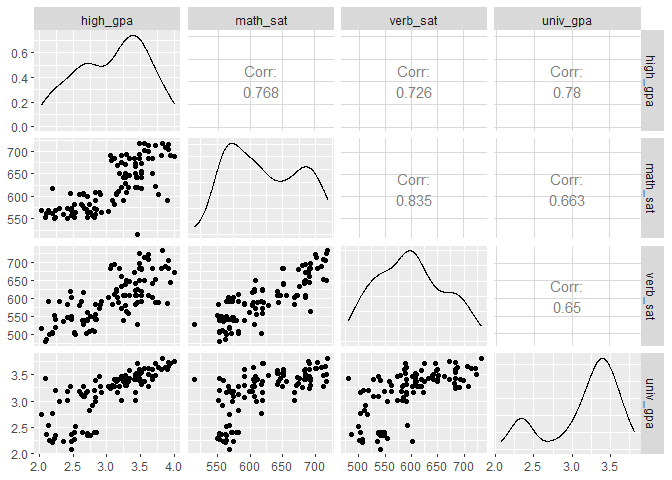 high_gpa math_sat verb_sat univ_gpa
0.6
0.4
0.2
0.0
Corr:
0.768
Corr:
0.726
Corr:
0.78
high_gpa
700
650
600
550
Corr:
0.835
Corr:
0.663
math_sat
700
650
600
550
500
Corr:
0.65
verb_sat
3.5
3.0
2.5
2.0
univ_gpa
2.0 2.5 3.0 3.5 4.0 550 600 650 700 500 550 600 650 700 2.0 2.5 3.0 3.5